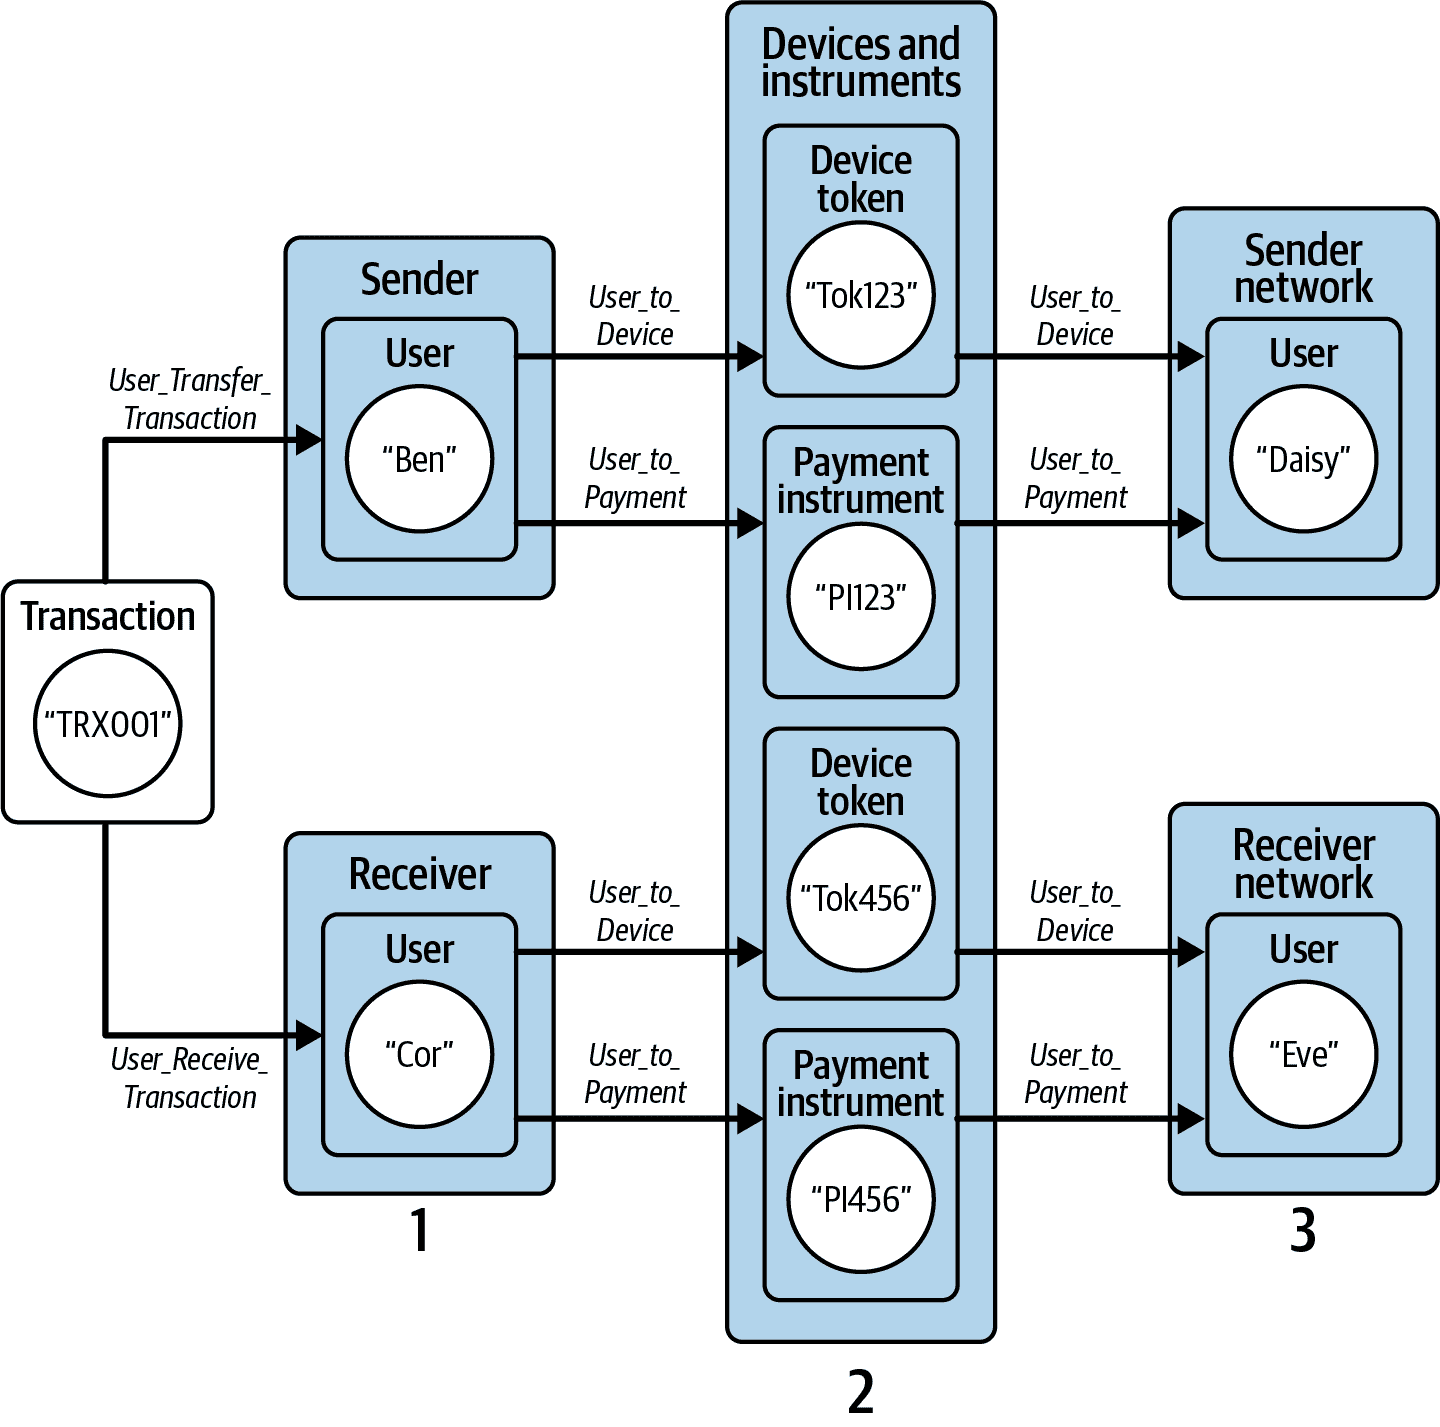 Transaction
“TRX001”
User_Transfer_
Transaction
User_Receive_
Transaction
Sender
User
“Ben”
Receiver
User
“Cor”
1
User_to_
Device
User_to_
Payment
User_to_
Device
User_to_
Payment
Devices and
instruments
Device
token
“Tok123”
Payment
instrument
“PI123”
Device
token
“Tok456”
Payment
instrument
“PI456”
2
User_to_
Device
User_to_
Payment
User_to_
Device
User_to_
Payment
Sender
network
User
“Daisy”
Receiver
network
User
“Eve”
3